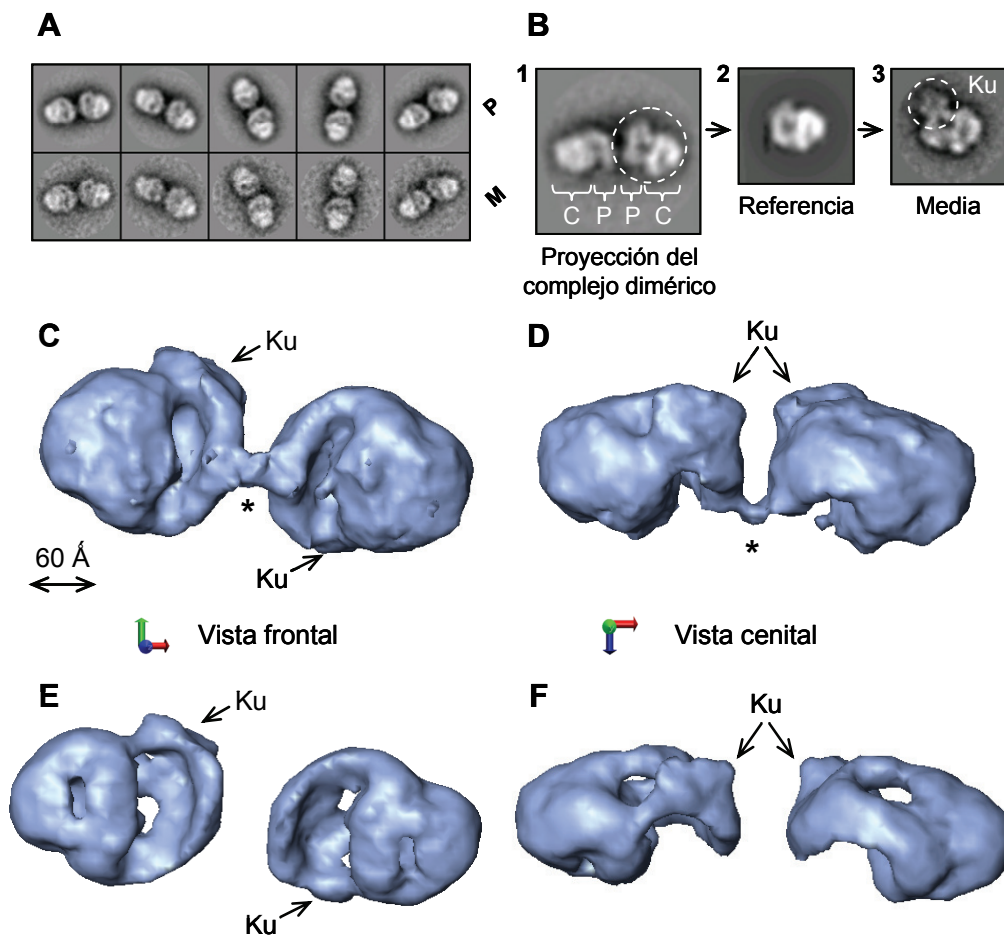 A
B
P
M
1
2
3
Ku
C P P C
Proyección del
complejo dimérico
Referencia
Media
C
Ku
*
Ku
60 Å
Vista frontal
D
Ku
*
Vista cenital
E
Ku
Ku
F
Ku